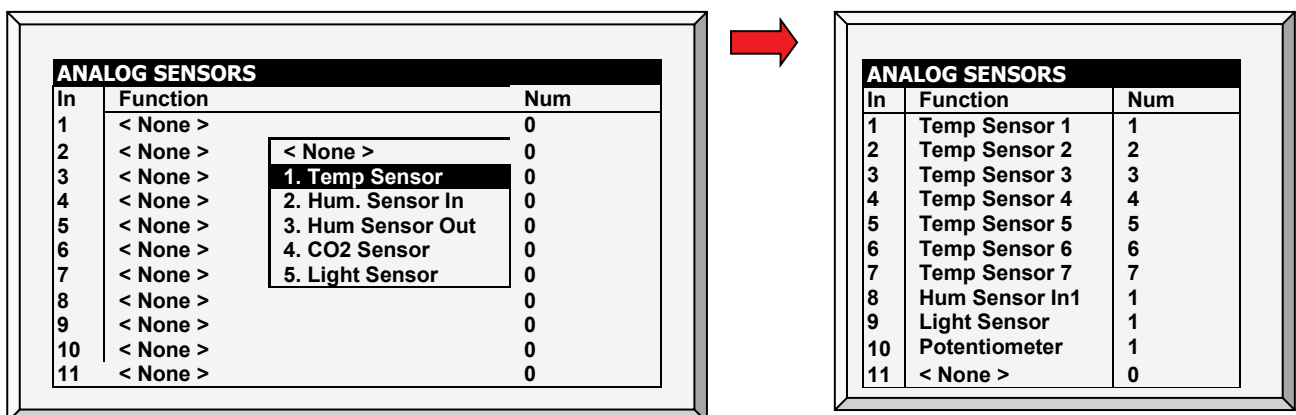 ANALOG SENSORS
In Function Num
1 < None > 0
2 < None > < None > 0
3 < None > 1. Temp Sensor 0
4 < None > 2. Hum. Sensor In 0
5 < None > 3. Hum Sensor Out 0
6 < None > 4. CO2 Sensor 0
7 < None > 5. Light Sensor 0
8 < None > 0
9 < None > 0
10 < None > 0
11 < None > 0
ANALOG SENSORS
In Function Num
1 Temp Sensor 1 1
2 Temp Sensor 2 2
3 Temp Sensor 3 3
4 Temp Sensor 4 4
5 Temp Sensor 5 5
6 Temp Sensor 6 6
7 Temp Sensor 7 7
8 Hum Sensor In1 1
9 Light Sensor 1
10 Potentiometer 1
11 < None > 0